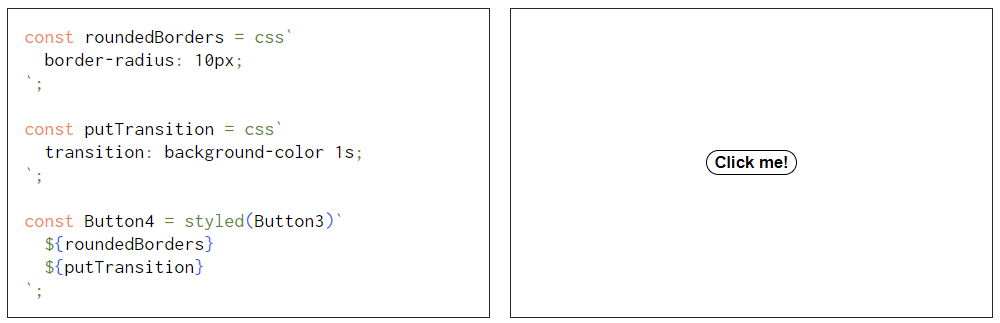 const roundedBorders = css`
  border-radius: 10px;
`;

const putTransition = css`
  transition: background-color 1s;
`;

const Button4 = styled(Button3)`
  ${roundedBorders}
  ${putTransition}
`;
Click me!